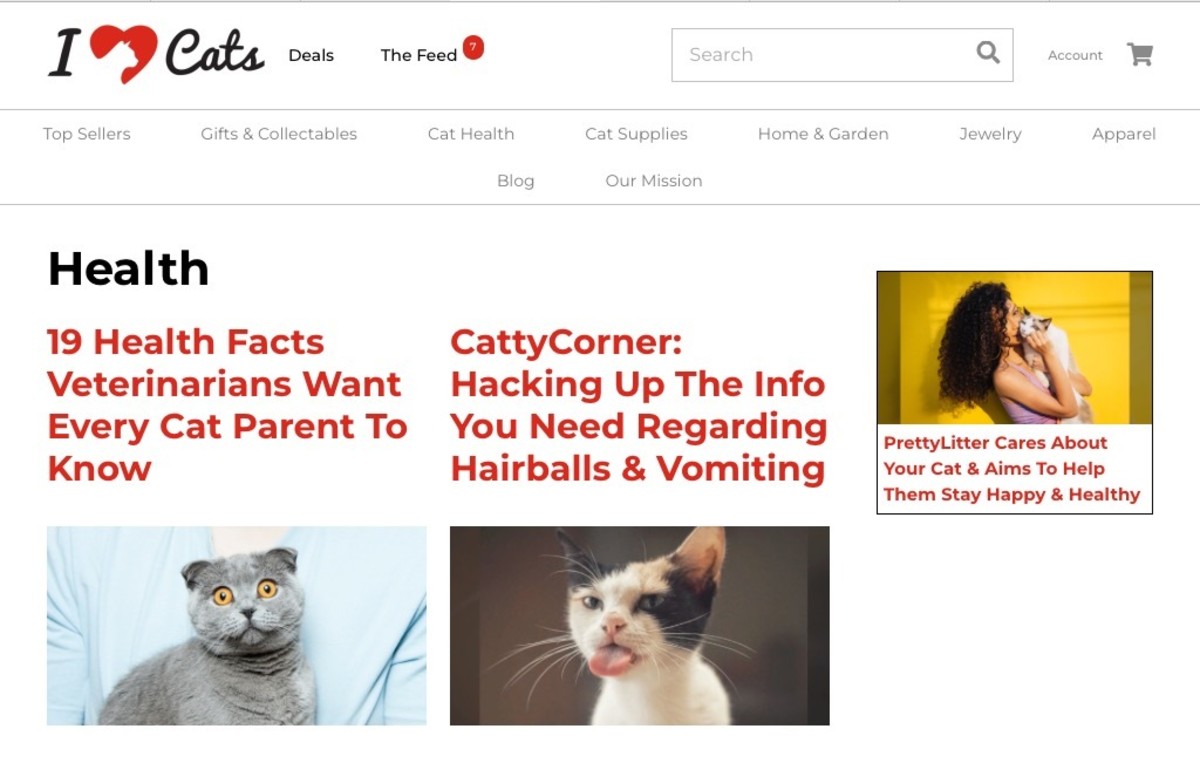 I Cats
Deals
The Feed
7
Search
Account
Top Sellers
Gifts & Collectables
Cat Health
Cat Supplies
Home & Garden
Jewelry
Apparel
Blog
Our Mission
Health
19 Health Facts
Veterinarians Want
Every Cat Parent To
Know
CattyCorner:
Hacking Up The Info
You Need Regarding
Hairballs & Vomiting
PrettyLitter Cares About
Your Cat & Aims To Help
Them Stay Happy & Healthy